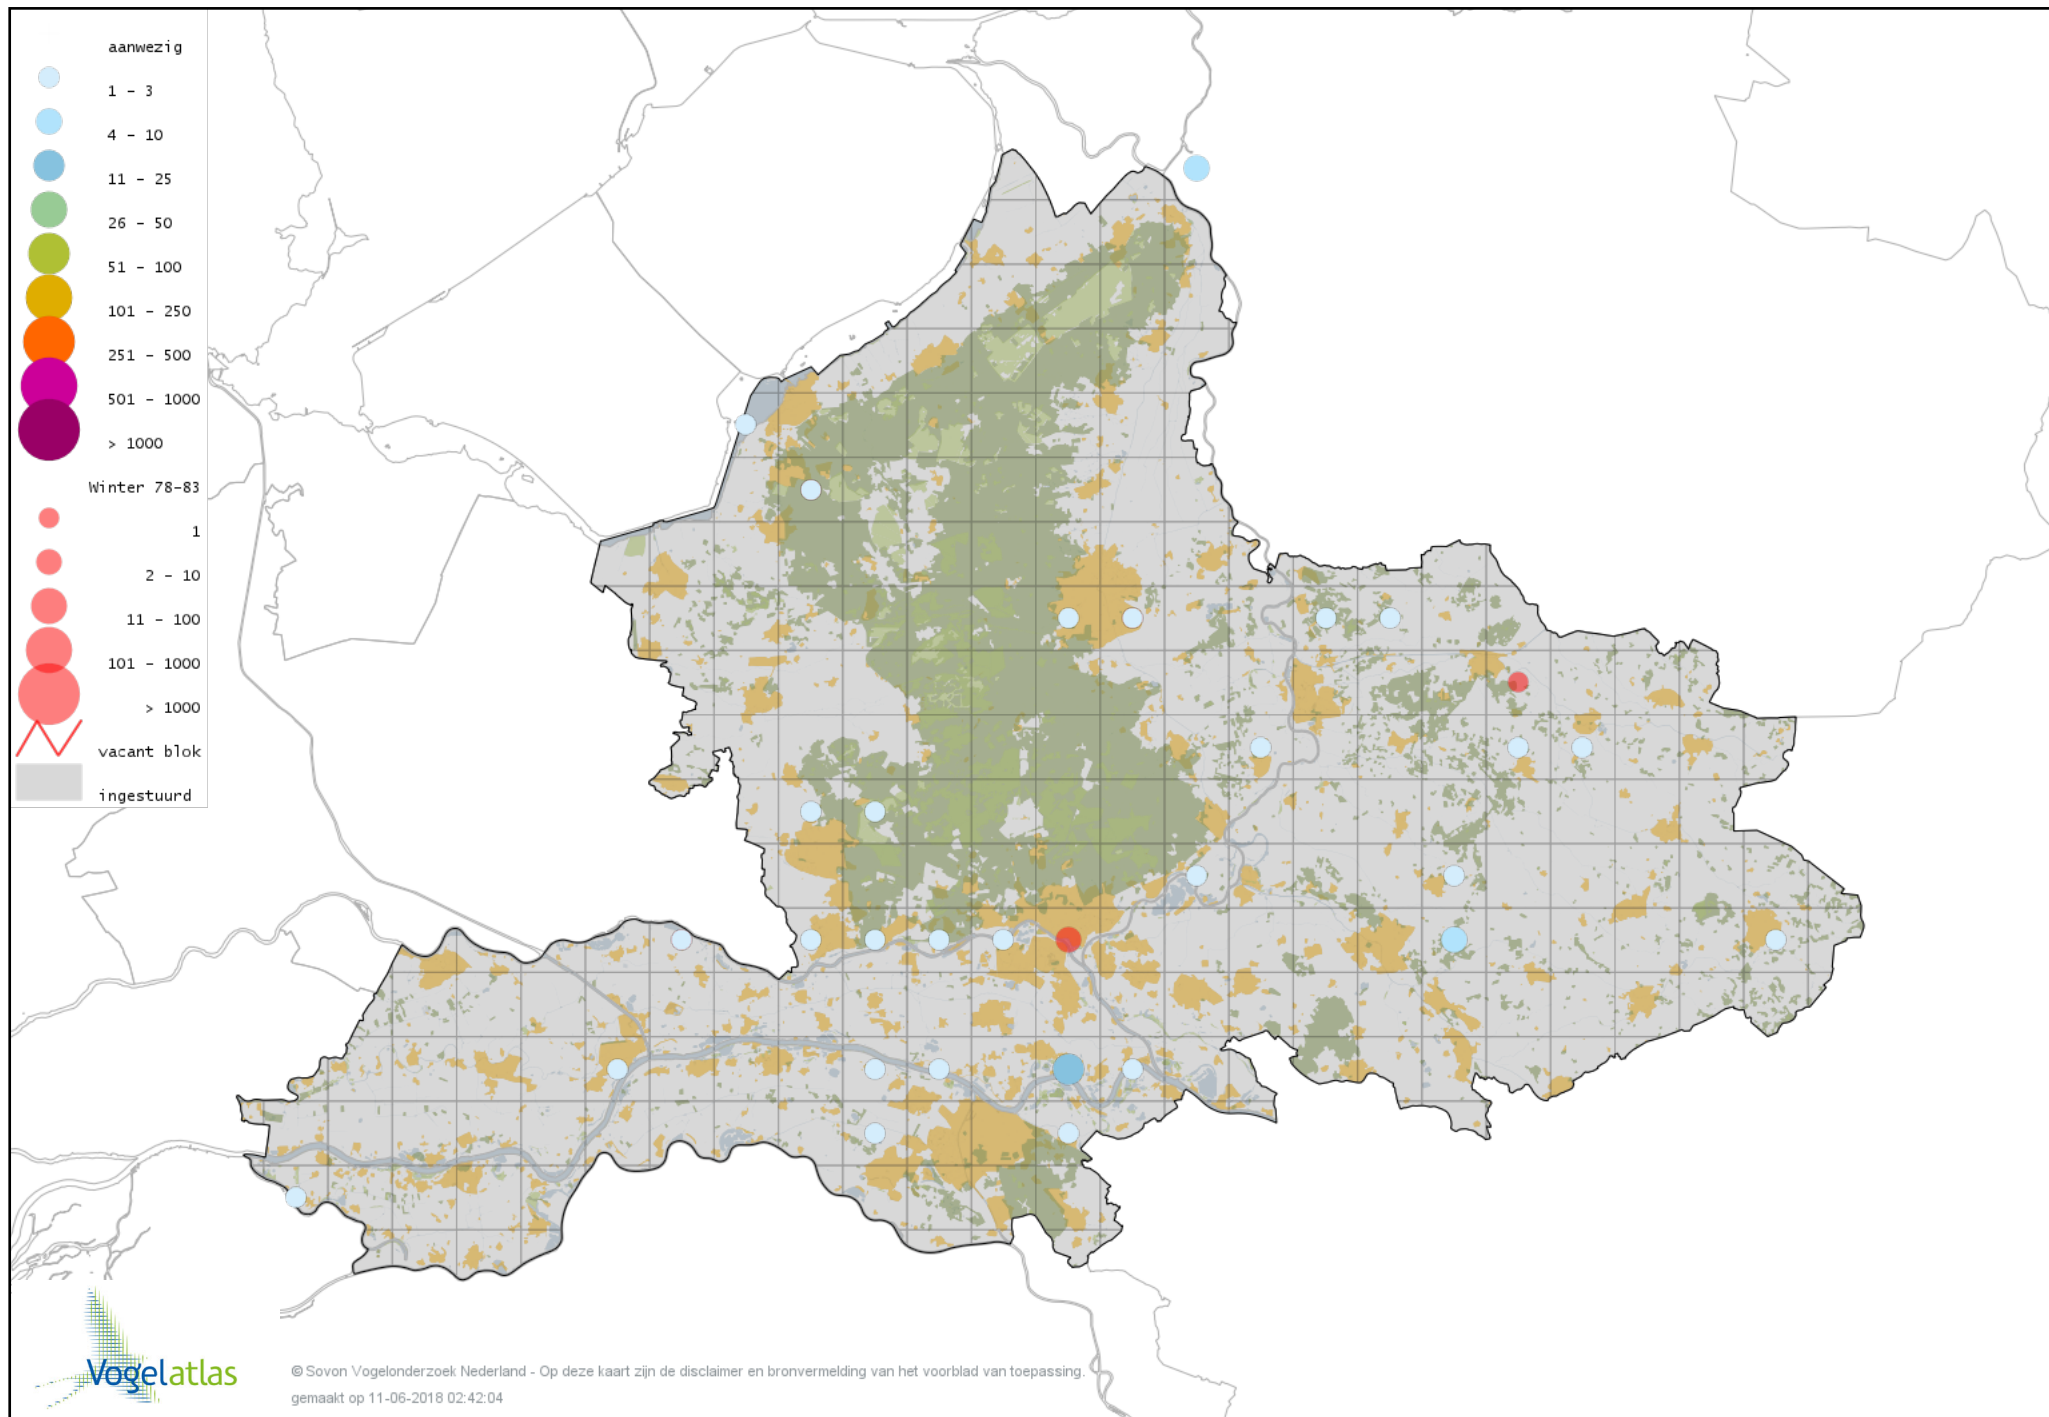 aanwezig
1 - 3
4 - 10
11 - 25
26 - 50
51 - 100
101 - 250
251 - 500
501 - 1000
> 1000
Winter 78-83
1
2 - 10
11 - 100
101 - 1000
> 1000
vacant blok
ingestuurd
Vogelatlas
© Sovon Vogelonderzoek Nederland - Op deze kaart zijn de disclaimer en bronvermelding van het voorblad van toepassing.
gemaakt op 11-06-2018 02:42:04